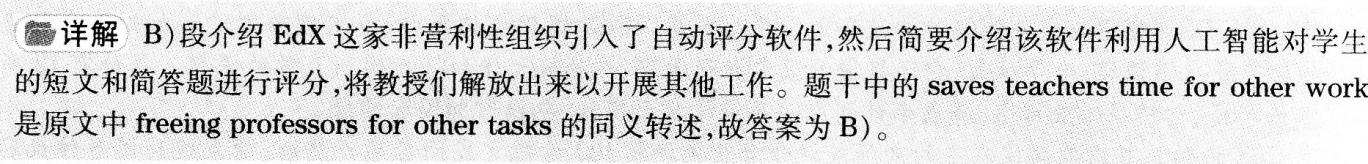 详解 B)段介绍 EdX 这家非营利性组织引入了自动评分软件,然后简要介绍该软件利用人工智能对学生
的短文和简答题进行评分,将教授们解放出来以开展其他工作。题干中的 saves teachers time for other work
是原文中 freeing professors for other tasks 的同义转述,故答案为 B)。